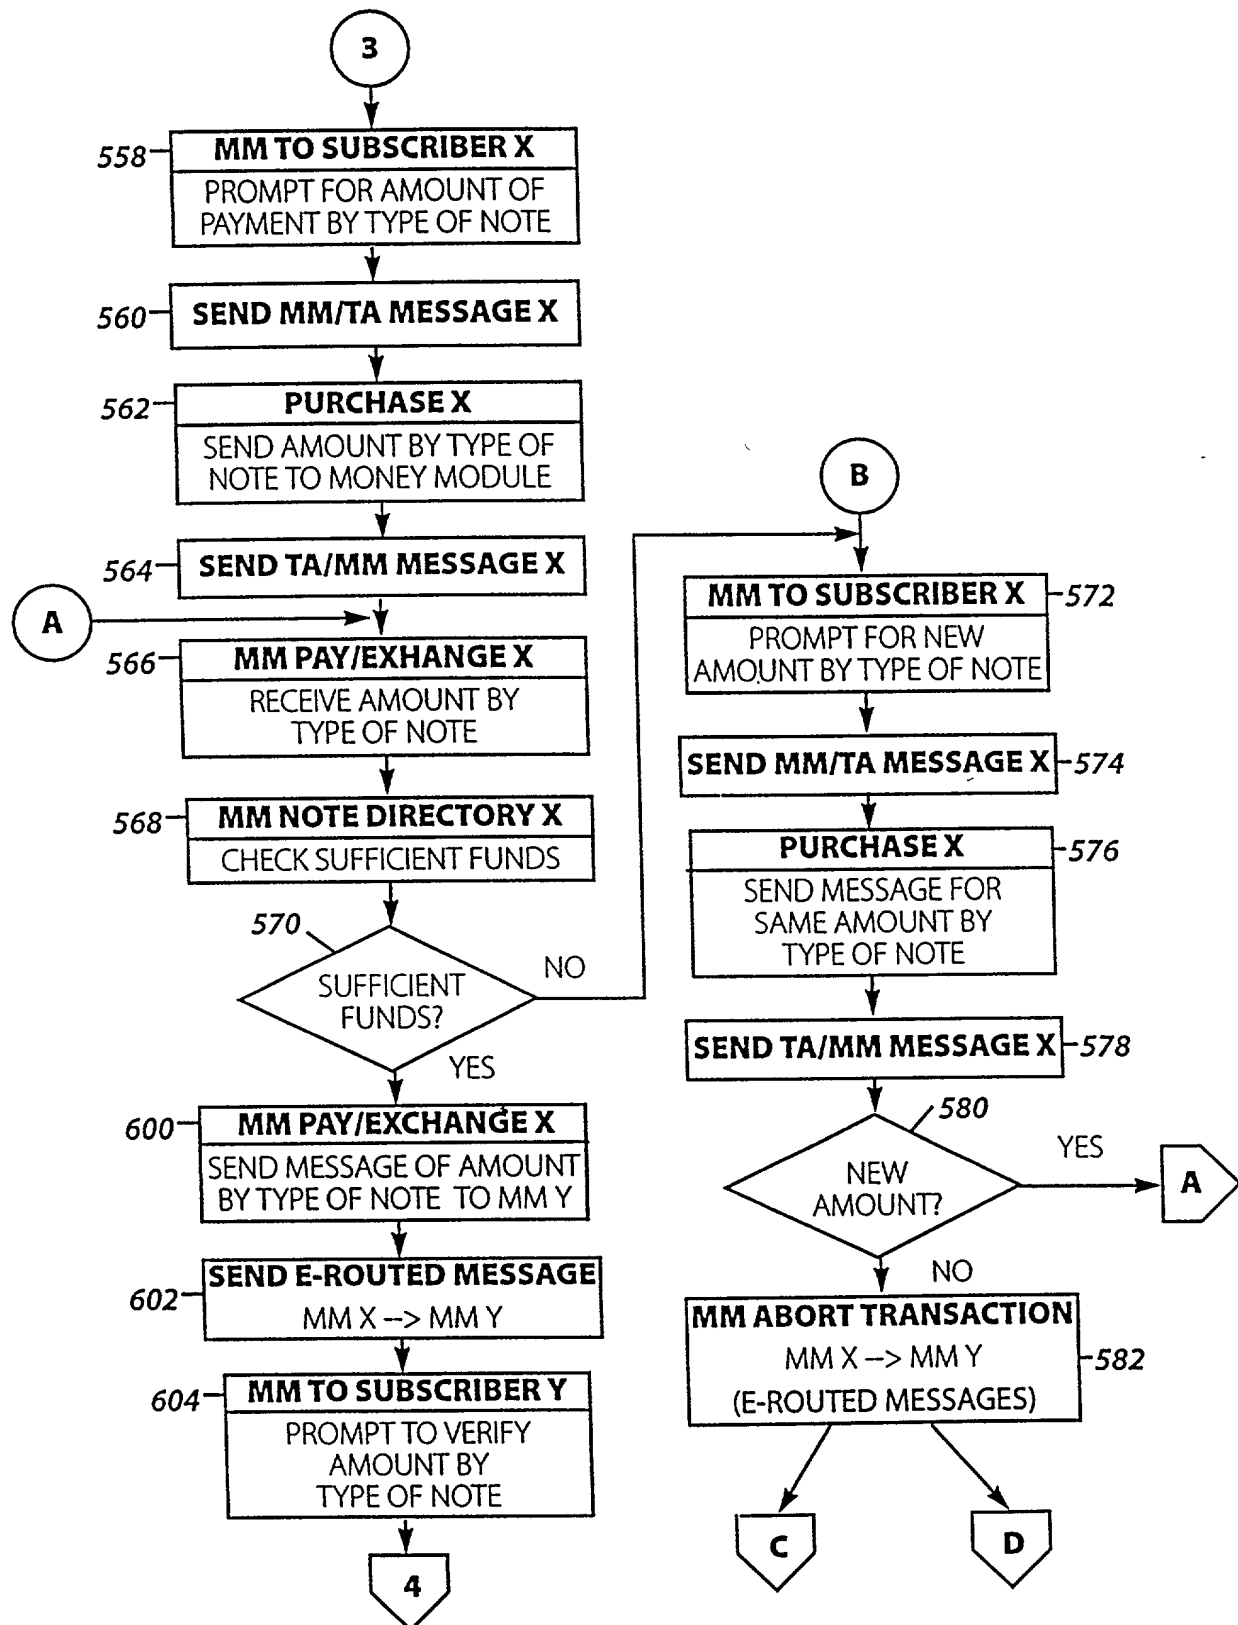 3
558
MM TO SUBSCRIBER X
PROMPT FOR AMOUNT OF
PAYMENT BY TYPE OF NOTE
560
SEND MM/TA MESSAGE X
562
PURCHASE X
SEND AMOUNT BY TYPE OF
NOTE TO MONEY MODULE
564
SEND TA/MM MESSAGE X
A
566
MM PAY/EXHANGE X
RECEIVE AMOUNT BY
TYPE OF NOTE
568
MM NOTE DIRECTORY X
CHECK SUFFICIENT FUNDS
570
SUFFICIENT
FUNDS?
NO
YES
600
MM PAY/EXCHANGE X
SEND MESSAGE OF AMOUNT
BY TYPE OF NOTE TO MM Y
602
SEND E-ROUTED MESSAGE
MM X --> MM Y
604
MM TO SUBSCRIBER Y
PROMPT TO VERIFY
AMOUNT BY
TYPE OF NOTE
4
B
MM TO SUBSCRIBER X
572
PROMPT FOR NEW
AMOUNT BY TYPE OF NOTE
SEND MM/TA MESSAGE X
574
PURCHASE X
576
SEND MESSAGE FOR
SAME AMOUNT BY
TYPE OF NOTE
SEND TA/MM MESSAGE X
578
580
NEW
AMOUNT?
YES
A
NO
MM ABORT TRANSACTION
MM X --> MM Y
582
(E-ROUTED MESSAGES)
C
D